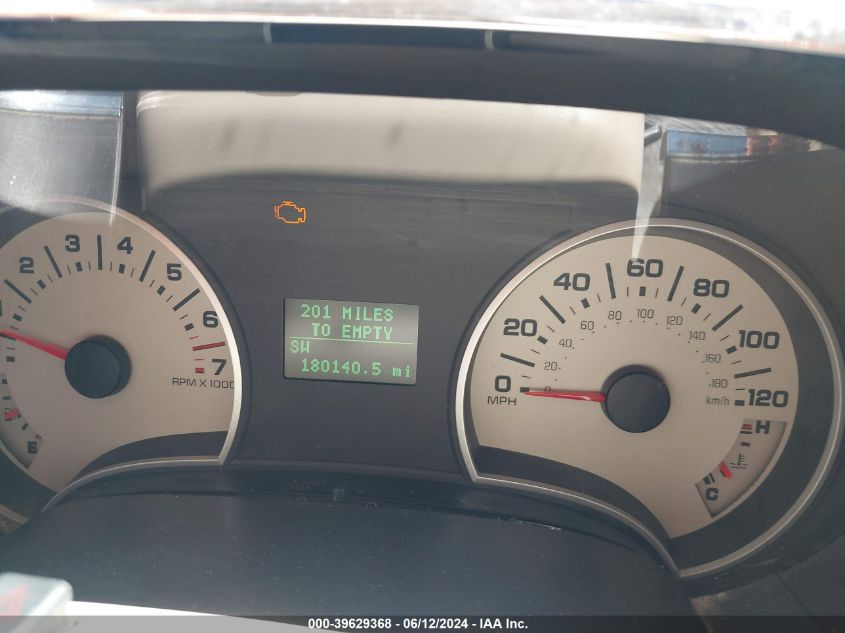 2 3 4 5 6 7
RPM X 1000
E
201 MILES
TO EMPTY
SW
180140.5 mi
0 20 40 60 80 100 120
MPH
0 20 40 60 80 100 120 140 160 180
km/h
H
C
000-39629368 - 06/12/2024 - IAA Inc.